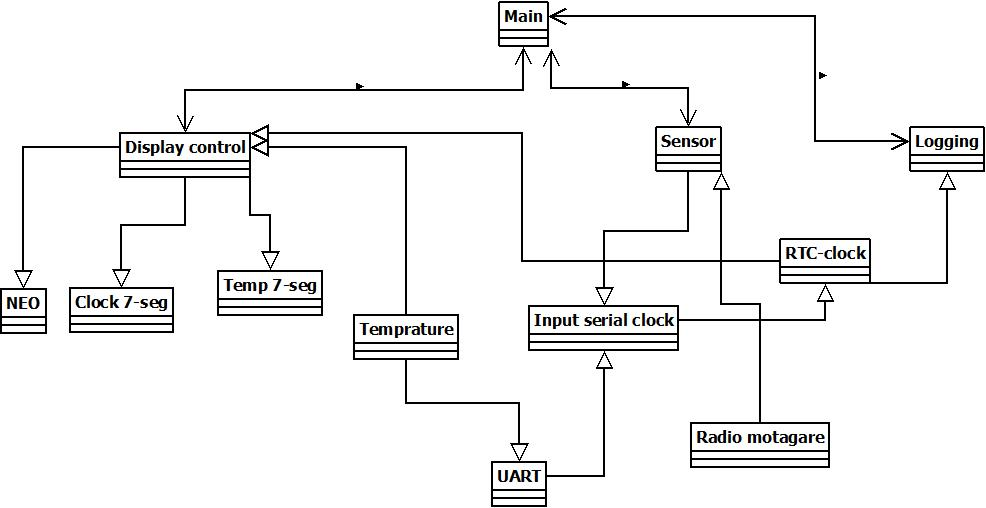 Main
Display control
Sensor
Logging
RTC-clock
NEO
Clock 7-seg
Temp 7-seg
Temprature
Input serial clock
Radio motagare
UART